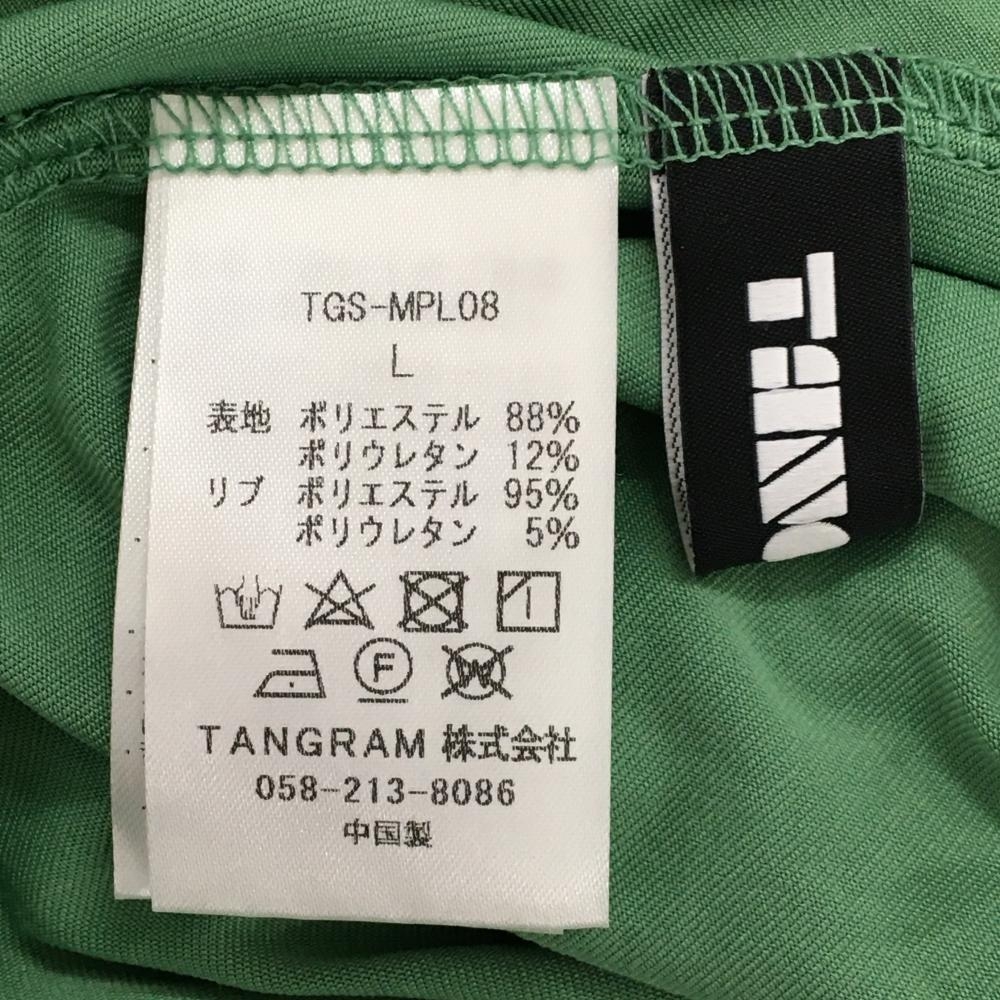 TGS-MPL08
L
表地 ポリエステル 88%
ポリウレタン 12%
リブ ポリエステル 95%
ポリウレタン 5%
F
W
TANGRAM 株式会社
058-213-8086
中国製
TAN